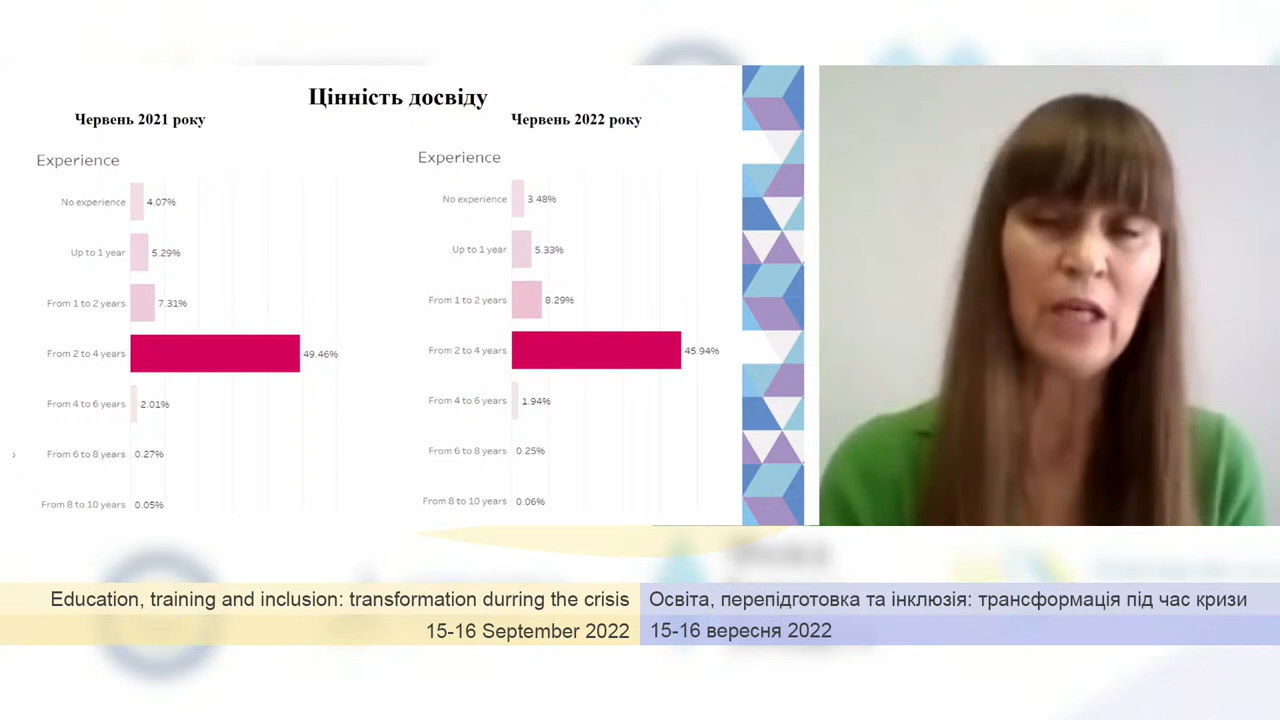 Цінність досвіду
Червень 2021 року
Experience
No experience 4.07%
Up to 1 year 5.29%
From 1 to 2 years 7.31%
From 2 to 4 years 49.46%
From 4 to 6 years 2.01%
From 6 to 8 years 0.27%
From 8 to 10 years 0.05%
Червень 2022 року
Experience
No experience 3.48%
Up to 1 year 5.33%
From 1 to 2 years 8.29%
From 2 to 4 years 45.94%
From 4 to 6 years 1.94%
From 6 to 8 years 0.25%
From 8 to 10 years 0.06%
Education, training and inclusion: transformation durring the crisis
15-16 September 2022
Освіта, перепідготовка та інклюзія: трансформація під час кризи
15-16 вересня 2022